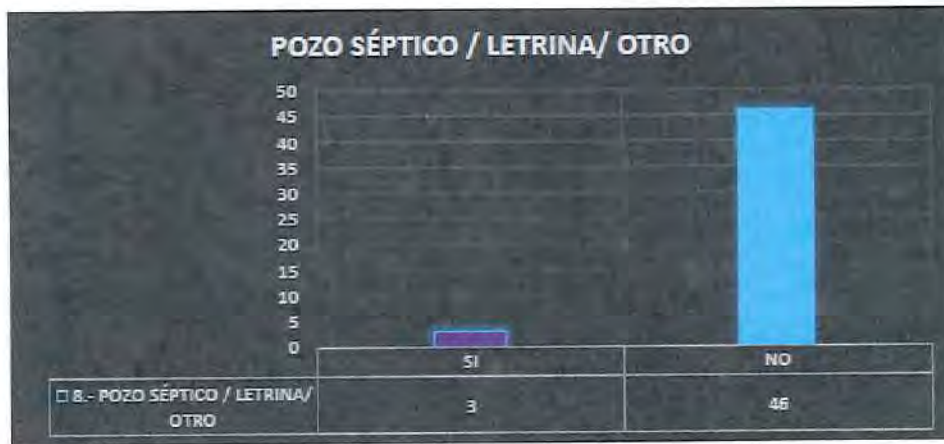 POZO SÉPTICO / LETRINA/ OTRO
50
45
40
35
30
25
20
15
10
5
0
SI NO
8.- POZO SÉPTICO / LETRINA/ 3 46
OTRO